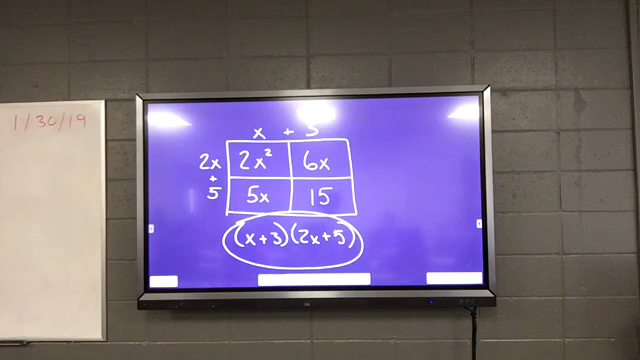 1/30/19
x + 3
2x 2x² 6x
+
5 5x 15
(x+3)(2x+5)